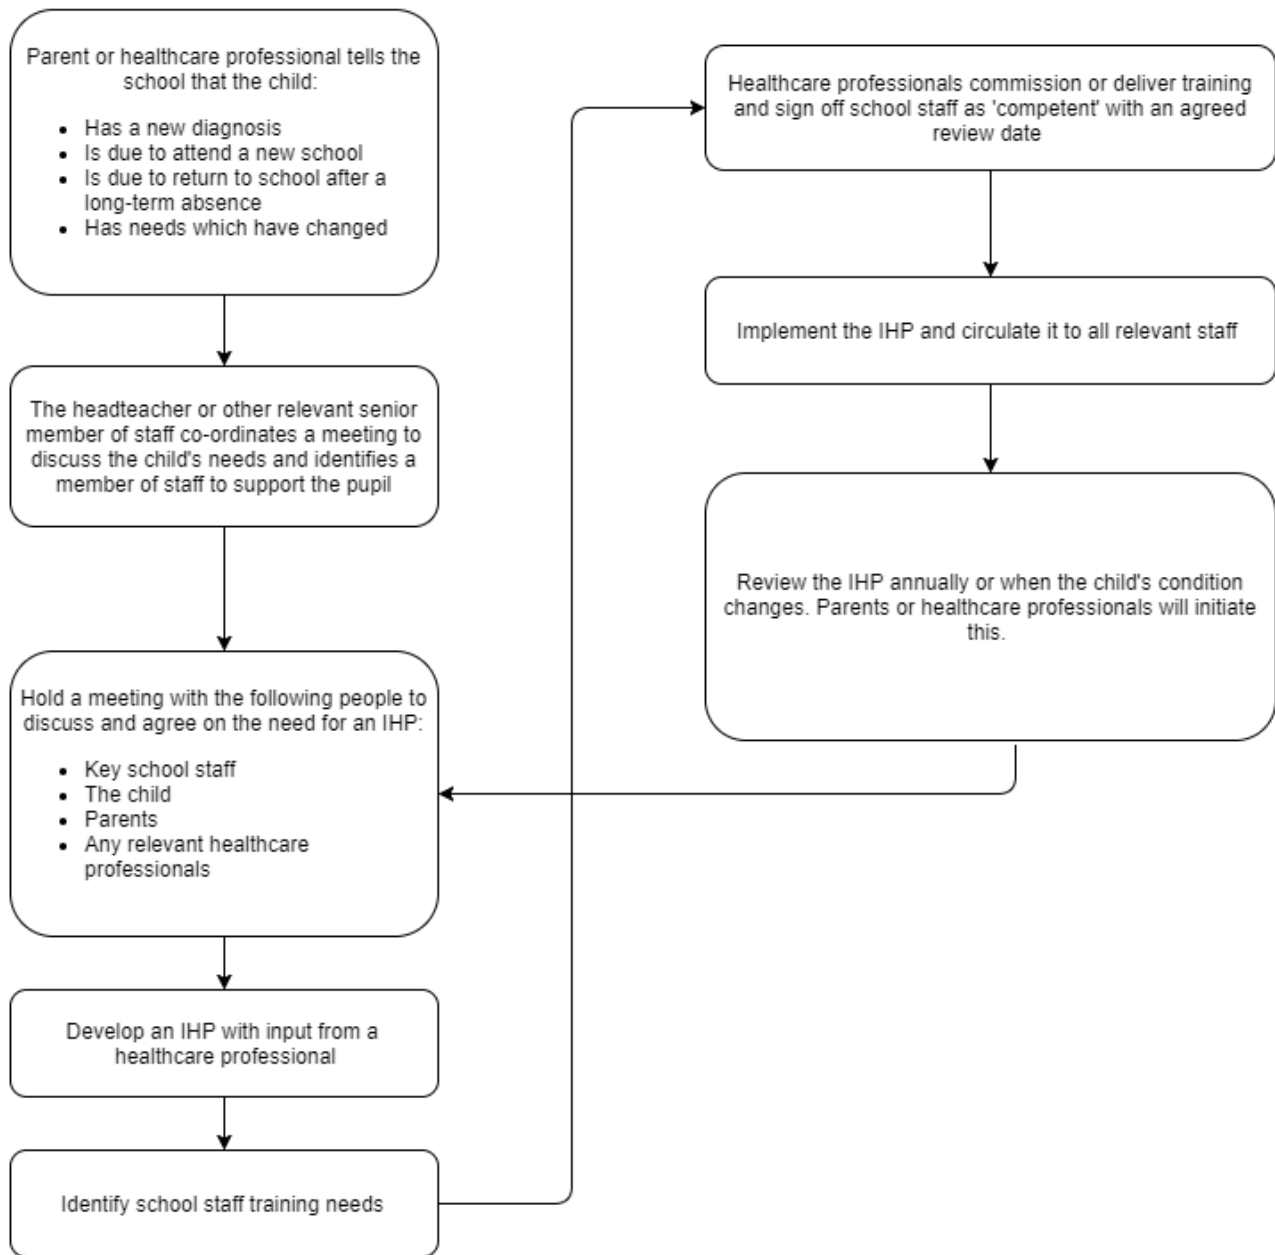 Parent or healthcare professional tells the
school that the child:
• Has a new diagnosis
• Is due to attend a new school
• Is due to return to school after a
long-term absence
• Has needs which have changed
The headteacher or other relevant senior
member of staff co-ordinates a meeting to
discuss the child's needs and identifies a
member of staff to support the pupil
Hold a meeting with the following people to
discuss and agree on the need for an IHP:
• Key school staff
• The child
• Parents
• Any relevant healthcare
professionals
Develop an IHP with input from a
healthcare professional
Identify school staff training needs
Healthcare professionals commission or deliver training
and sign off school staff as 'competent' with an agreed
review date
Implement the IHP and circulate it to all relevant staff
Review the IHP annually or when the child's condition
changes. Parents or healthcare professionals will initiate
this.